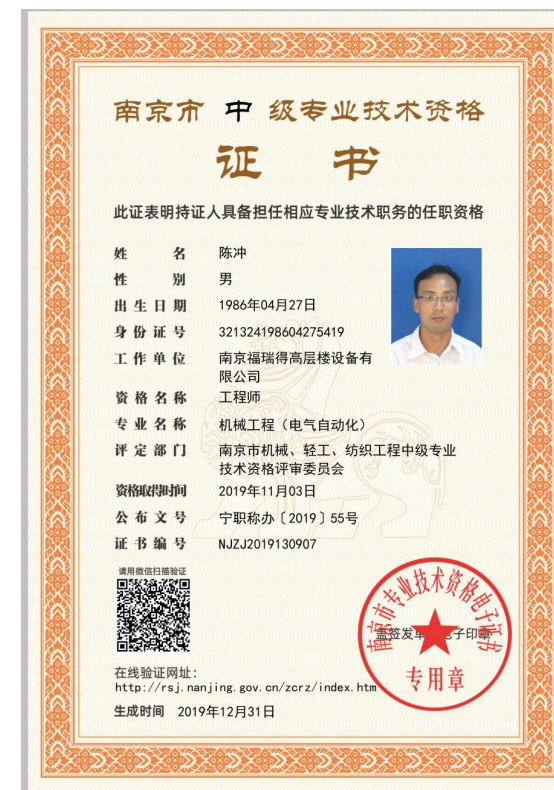 南京市 中 级专业技术资格
证 书
此证表明持证人具备担任相应专业技术职务的任职资格
姓 名 陈冲
性 别 男
出生日期 1986年04月27日
身份证号 321324198604275419
工作单位 南京福瑞得高层楼设备有
限公司
资格名称 工程师
专业名称 机械工程（电气自动化）
评定部门 南京市机械、轻工、纺织工程中级专业
技术资格评审委员会
资格取得时间 2019年11月03日
公布文号 宁职称办〔2019〕55号
证书编号 NJZJ2019130907
请用微信扫描验证
南京市专业技术资格电子证书
盖签发单 电子印章
专用章
在线验证网址：
http://rsj.nanjing.gov.cn/zcrz/index.htm
生成时间 2019年12月31日